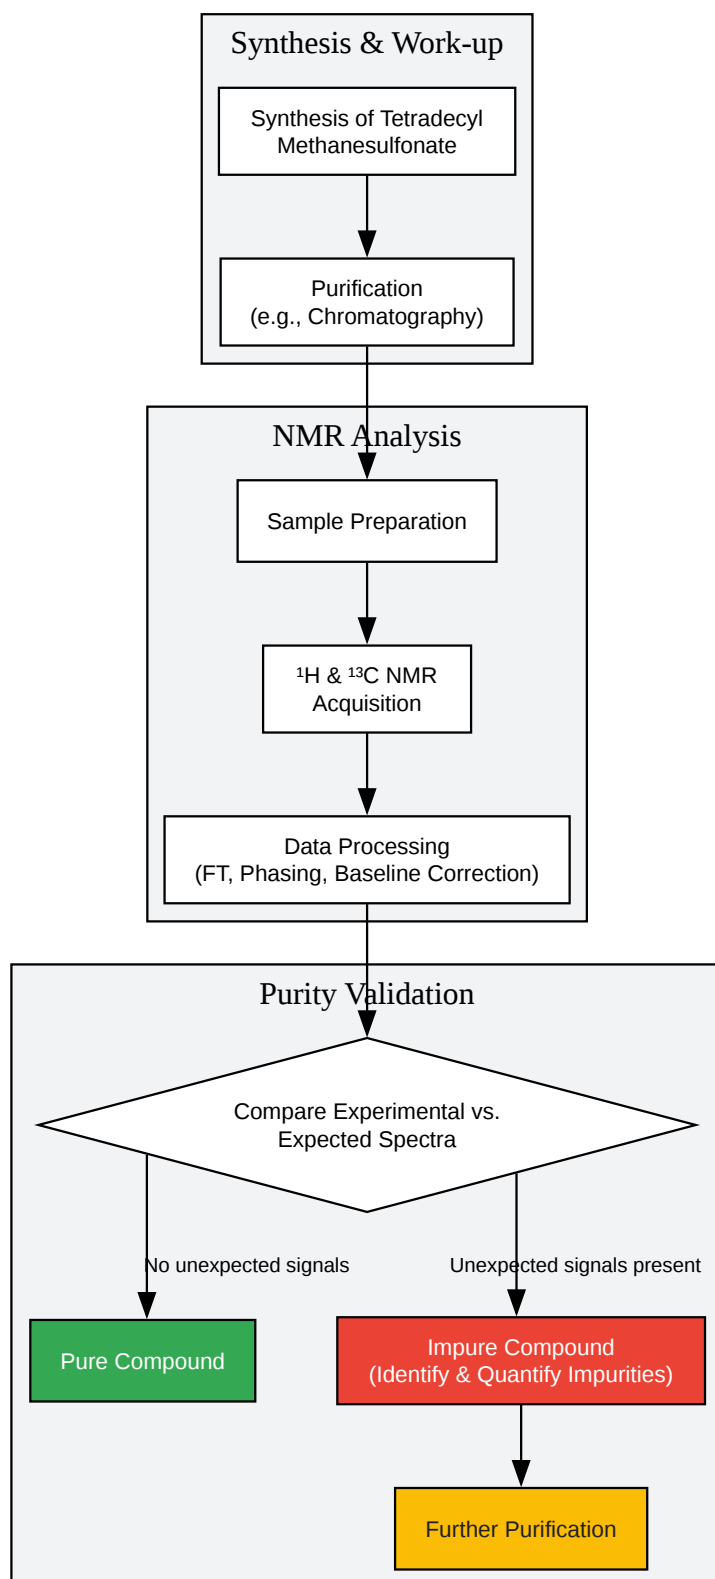 Synthesis & Work-up
Synthesis of Tetradecyl
Methanesulfonate
Purification
(e.g., Chromatography)
NMR Analysis
Sample Preparation
¹H & ¹³C NMR
Acquisition
Data Processing
(FT, Phasing, Baseline Correction)
Purity Validation
Compare Experimental vs.
Expected Spectra
No unexpected signals
Unexpected signals present
Pure Compound
Impure Compound
(Identify & Quantify Impurities)
Further Purification